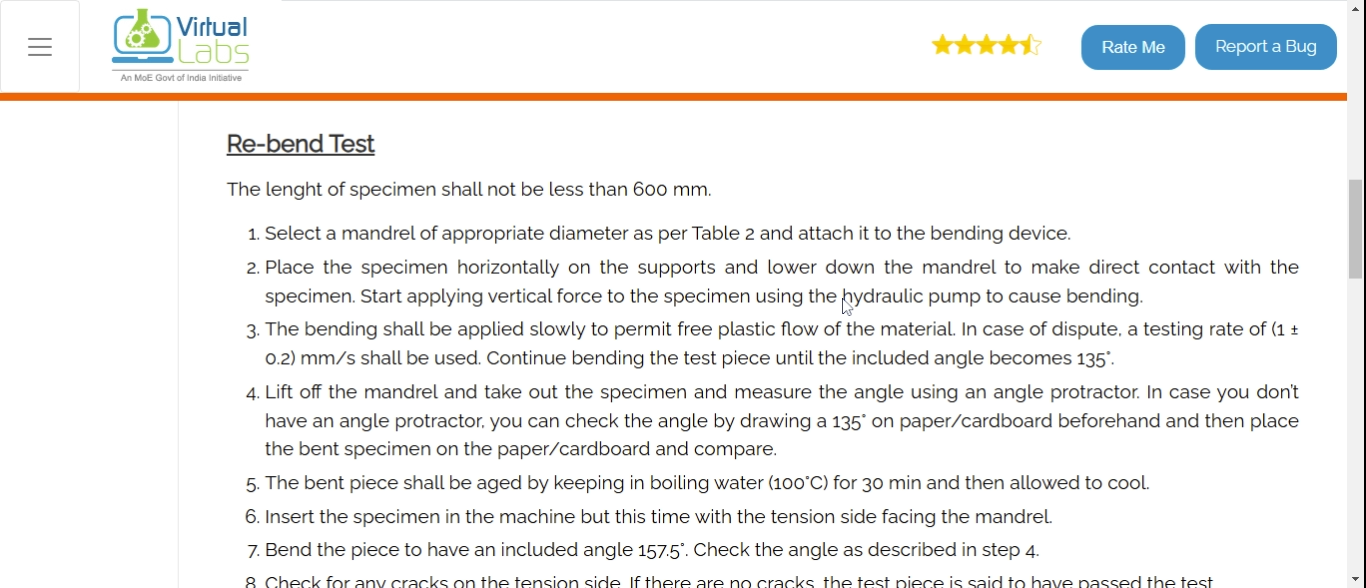 Virtual
Labs
An MoE Govt of India Initiative
Rate Me
Report a Bug
Re-bend Test
The lenght of specimen shall not be less than 600 mm.
1. Select a mandrel of appropriate diameter as per Table 2 and attach it to the bending device.
2. Place the specimen horizontally on the supports and lower down the mandrel to make direct contact with the
specimen. Start applying vertical force to the specimen using the hydraulic pump to cause bending.
3. The bending shall be applied slowly to permit free plastic flow of the material. In case of dispute, a testing rate of (1 ±
0.2) mm/s shall be used. Continue bending the test piece until the included angle becomes 135°.
4. Lift off the mandrel and take out the specimen and measure the angle using an angle protractor. In case you don't
have an angle protractor, you can check the angle by drawing a 135° on paper/cardboard beforehand and then place
the bent specimen on the paper/cardboard and compare.
5. The bent piece shall be aged by keeping in boiling water (100°C) for 30 min and then allowed to cool.
6. Insert the specimen in the machine but this time with the tension side facing the mandrel.
7. Bend the piece to have an included angle 157.5°. Check the angle as described in step 4.
8. Check for any cracks on the tension side. If there are no cracks, the test piece is said to have passed the test